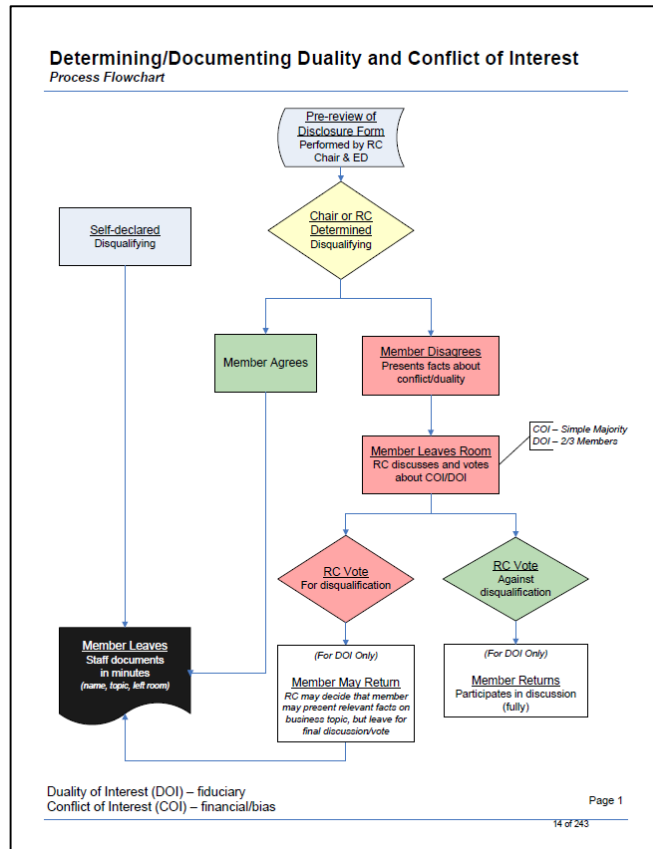 Determining/Documenting Duality and Conflict of Interest
Process Flowchart
Pre-review of
Disclosure Form
Performed by RC
Chair & ED
Self-declared
Disqualifying
Chair or RC
Determined
Disqualifying
Member Agrees
Member Disagrees
Presents facts about
conflict/duality
Member Leaves Room
RC discusses and votes
about COI/DOI
COI – Simple Majority
DOI – 2/3 Members
RC Vote
For disqualification
RC Vote
Against
disqualification
Member Leaves
Staff documents
in minutes
(name, topic, left room)
(For DOI Only)
Member May Return
RC may decide that member
may present relevant facts on
business topic, but leave for
final discussion/vote
(For DOI Only)
Member Returns
Participates in discussion
(fully)
Duality of Interest (DOI) – fiduciary
Conflict of Interest (COI) – financial/bias
Page 1
14 of 243